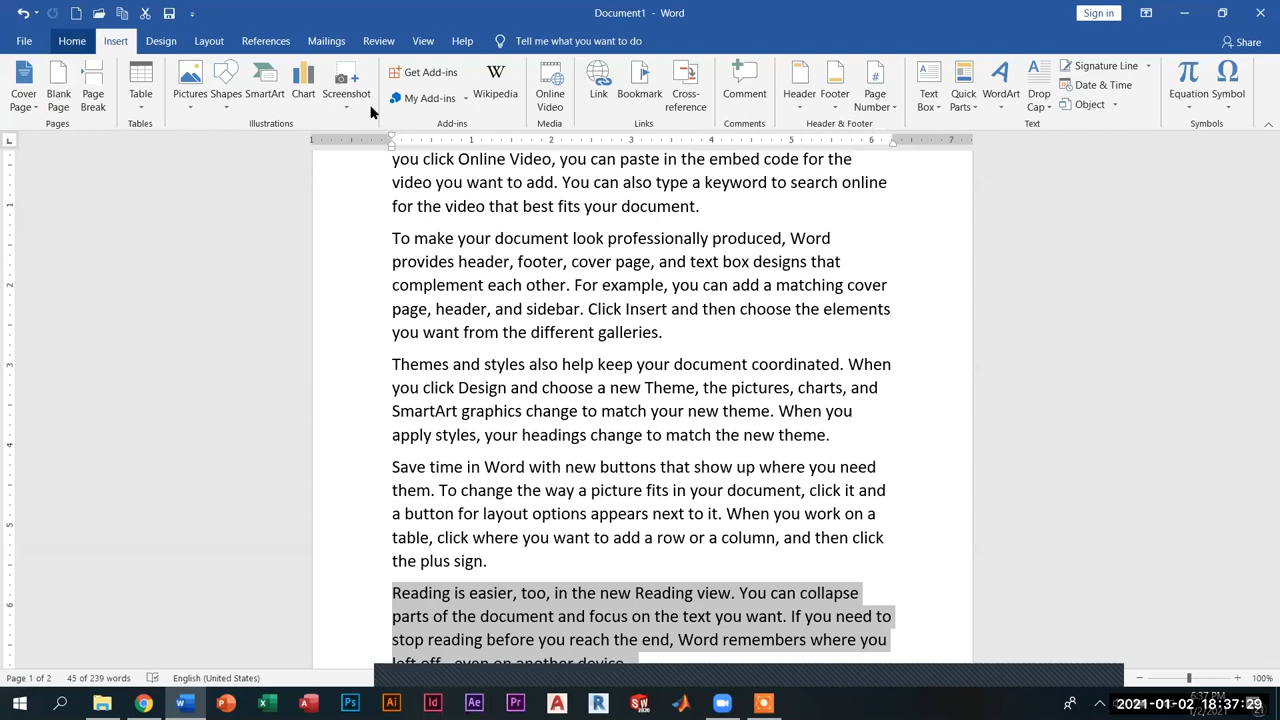 Document1 - Word
Sign in
File Home Insert Design Layout References Mailings Review View Help Tell me what you want to do Share
Cover Page
Blank Page
Page Break
Table
Pictures
Shapes
SmartArt
Chart
Screenshot
Get Add-ins
My Add-ins
W
Wikipedia
Online Video
Link
Bookmark
Cross-reference
Comment
Header
Footer
Page Number
Text Box
Quick Parts
WordArt
Drop Cap
Signature Line
Date & Time
Object
Equation
Symbol
Pages Tables Illustrations Add-ins Media Links Comments Header & Footer Text Symbols
1 1 2 3 4 5 6 7
you click Online Video, you can paste in the embed code for the
video you want to add. You can also type a keyword to search online
for the video that best fits your document.
To make your document look professionally produced, Word
provides header, footer, cover page, and text box designs that
complement each other. For example, you can add a matching cover
page, header, and sidebar. Click Insert and then choose the elements
you want from the different galleries.
Themes and styles also help keep your document coordinated. When
you click Design and choose a new Theme, the pictures, charts, and
SmartArt graphics change to match your new theme. When you
apply styles, your headings change to match the new theme.
Save time in Word with new buttons that show up where you need
them. To change the way a picture fits in your document, click it and
a button for layout options appears next to it. When you work on a
table, click where you want to add a row or a column, and then click
the plus sign.
Reading is easier, too, in the new Reading view. You can collapse
parts of the document and focus on the text you want. If you need to
stop reading before you reach the end, Word remembers where you
left off - even on another device.
Page 1 of 2 45 of 239 words English (United States) 100%
6:37 PM
2021-01-02 18:37:29
1/2/2021